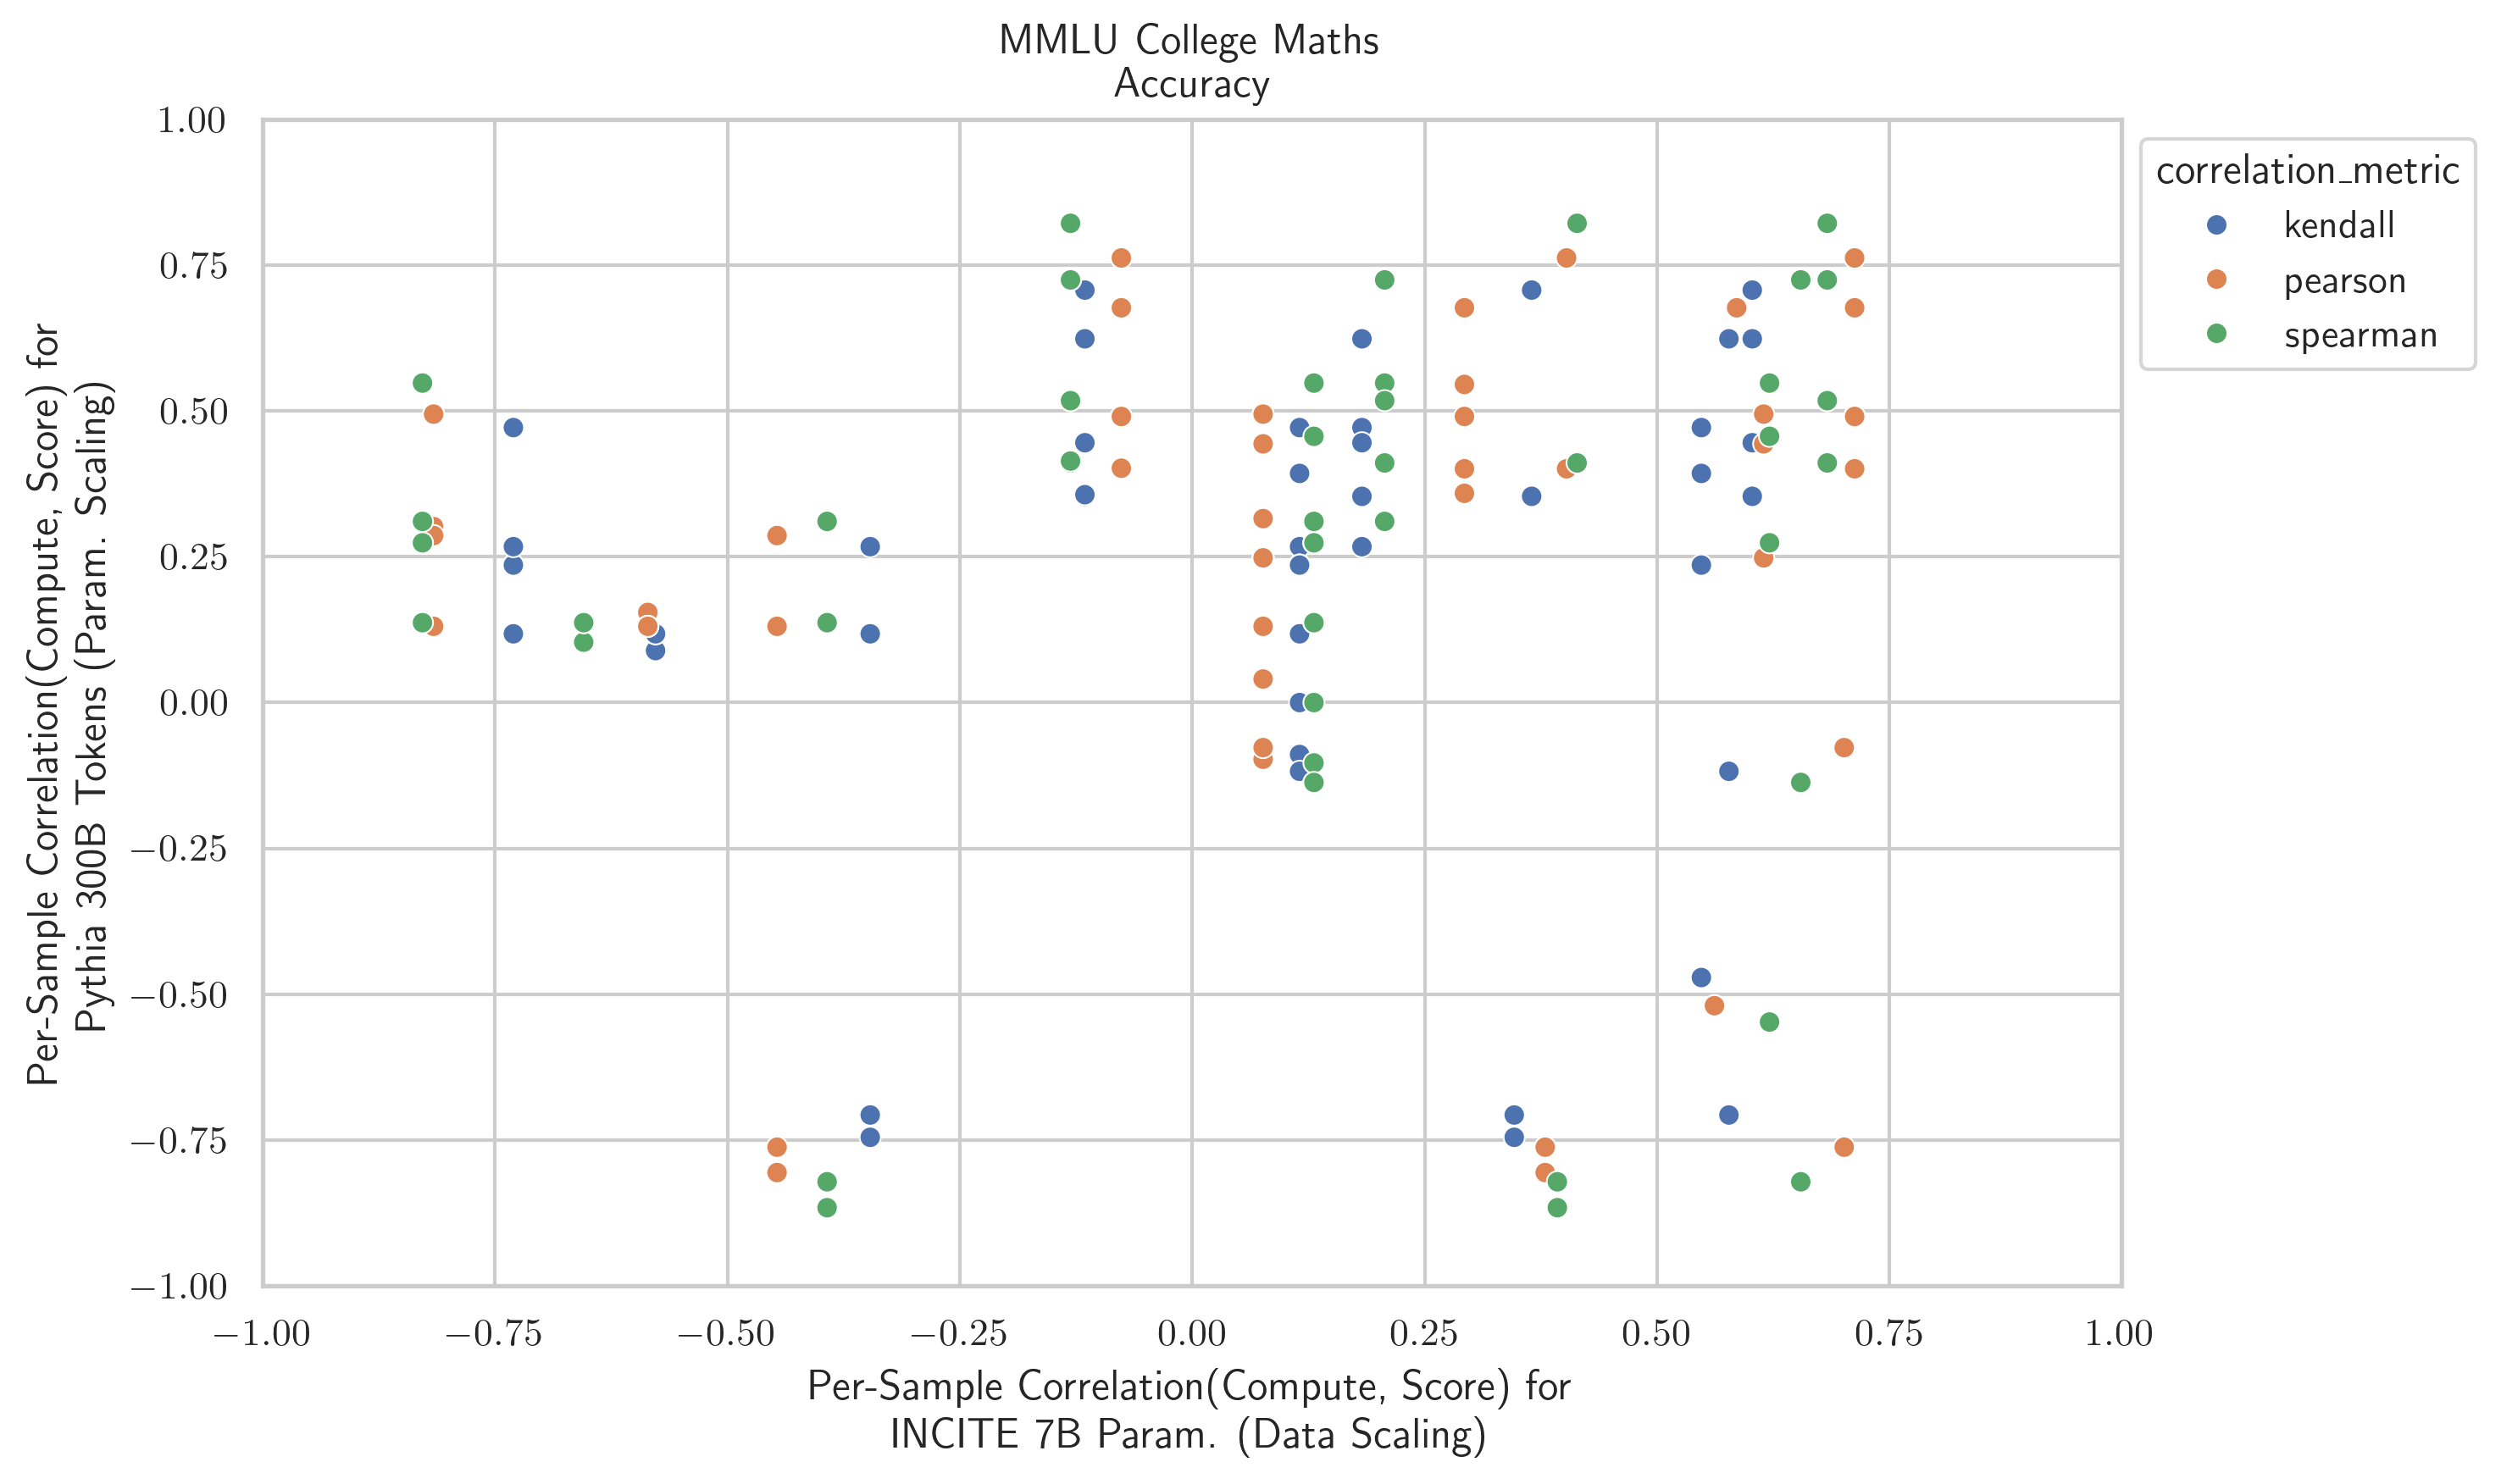 MMLU College Maths
Accuracy
1.00
0.75
0.50
0.25
0.00
−0.25
−0.50
−0.75
−1.00
Per-Sample Correlation(Compute, Score) for
Pythia 300B Tokens (Param. Scaling)
correlation_metric
kendall
pearson
spearman
−1.00 −0.75 −0.50 −0.25 0.00 0.25 0.50 0.75 1.00
Per-Sample Correlation(Compute, Score) for
INCITE 7B Param. (Data Scaling)